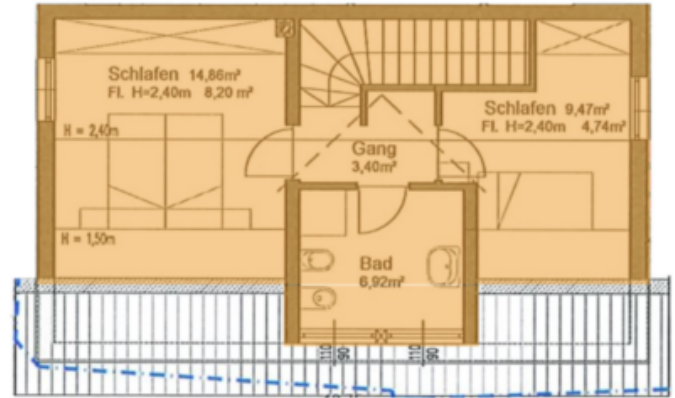 Schlafen 14,86m²
Fl. H=2,40m 8,20 m²
Schlafen 9,47m²
Fl. H=2,40m 4,74m²
H = 2,40m
Gang
3,40m²
H = 1,50m
Bad
6,92m²
110
90
110
90